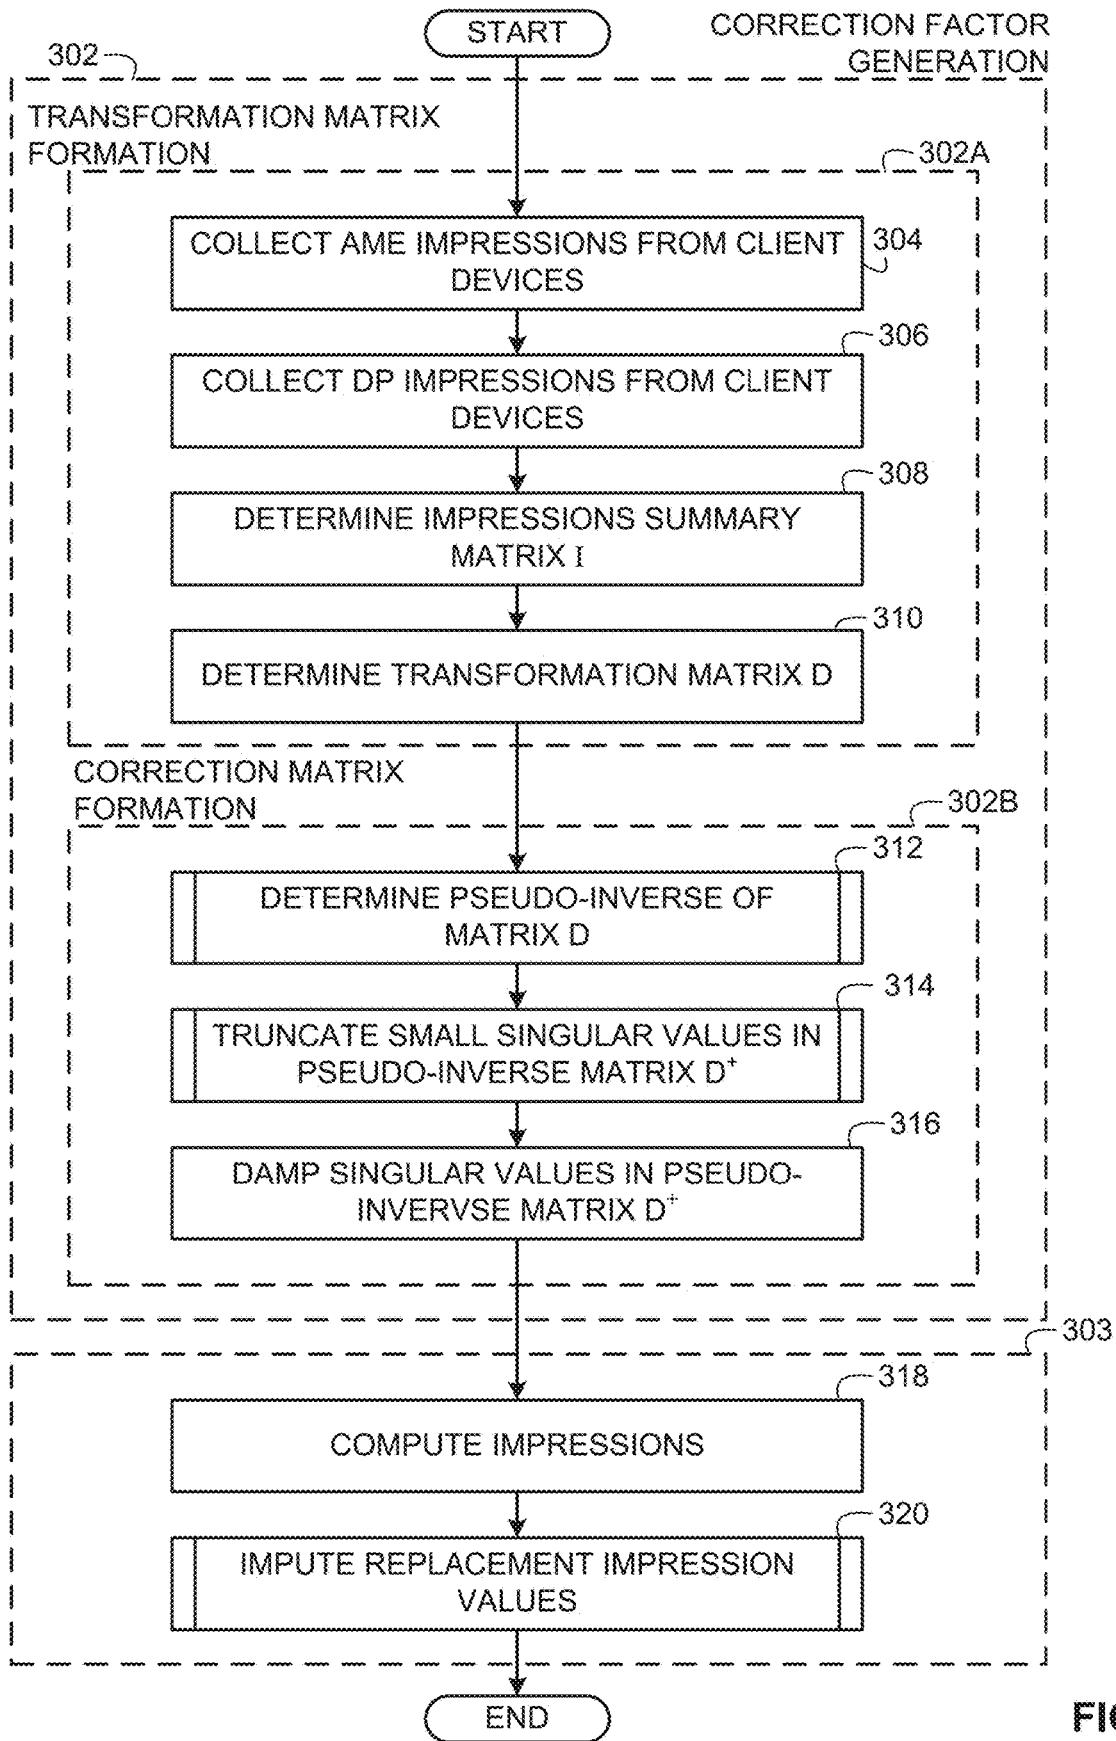 START
CORRECTION FACTOR
GENERATION
302
TRANSFORMATION MATRIX
FORMATION
302A
COLLECT AME IMPRESSIONS FROM CLIENT
DEVICES
304
306
COLLECT DP IMPRESSIONS FROM CLIENT
DEVICES
308
DETERMINE IMPRESSIONS SUMMARY
MATRIX I
310
DETERMINE TRANSFORMATION MATRIX D
CORRECTION MATRIX
FORMATION
302B
312
DETERMINE PSEUDO-INVERSE OF
MATRIX D
314
TRUNCATE SMALL SINGULAR VALUES IN
PSEUDO-INVERSE MATRIX D⁺
316
DAMP SINGULAR VALUES IN PSEUDO-
INVERVSE MATRIX D⁺
303
318
COMPUTE IMPRESSIONS
320
IMPUTE REPLACEMENT IMPRESSION
VALUES
END